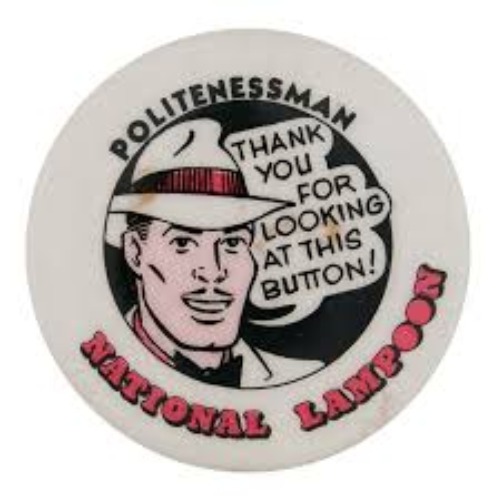 POLITENESSMAN
THANK
YOU
FOR
LOOKING
AT THIS
BUTTON!
NATIONAL LAMPOON